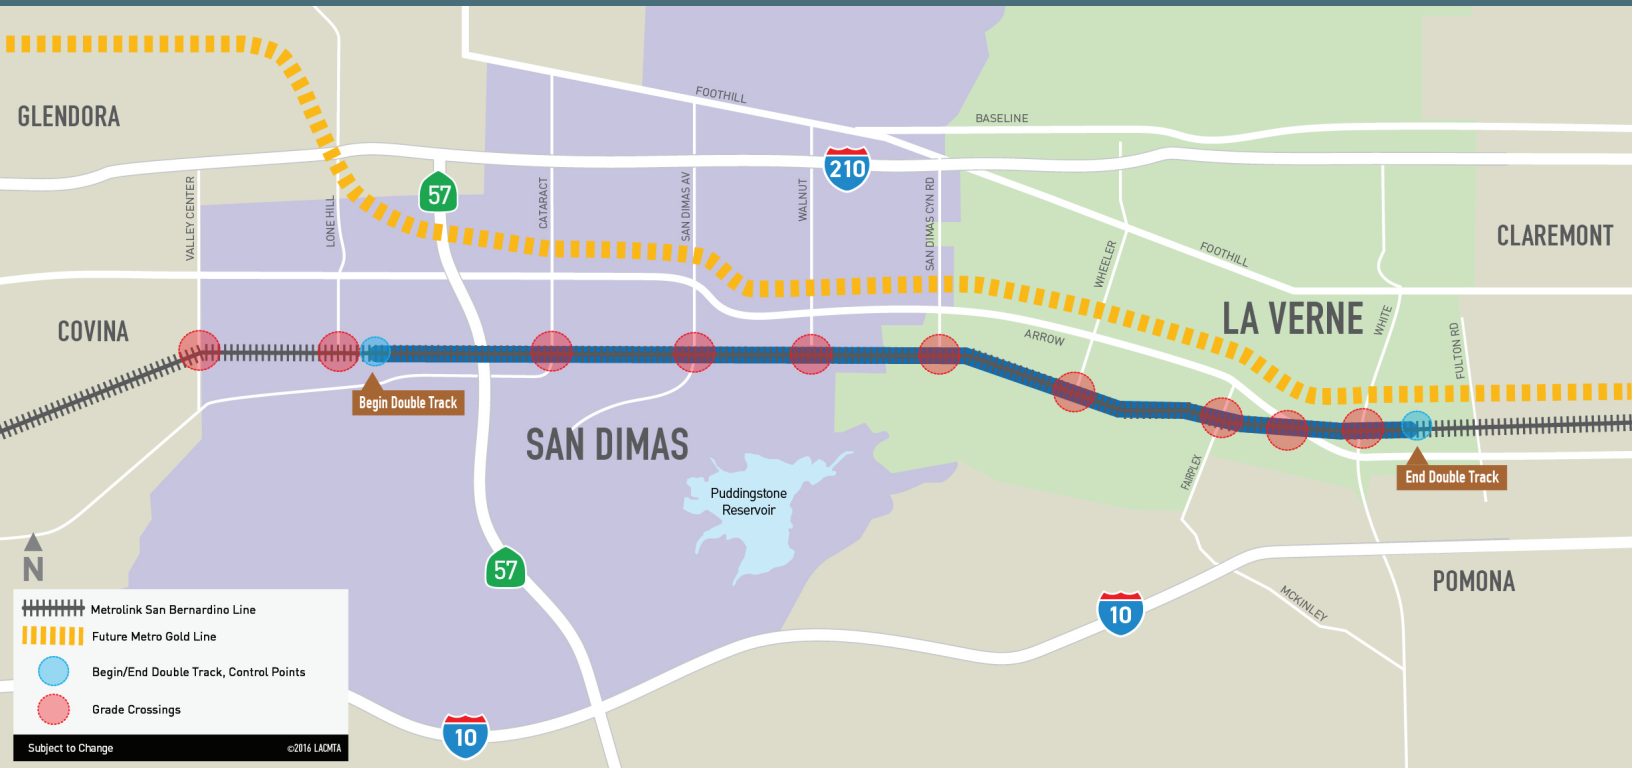 GLENDORA
FOOTHILL
BASELINE
210
57
VALLEY CENTER
LONE HILL
CATARACT
SAN DIMAS AV
WALNUT
SAN DIMAS CYN RD
WHEELER
FOOTHILL
CLAREMONT
COVINA
LA VERNE
WHITE
ARROW
FULTON RD
Begin Double Track
SAN DIMAS
FAIRPLEX
End Double Track
Puddingstone
Reservoir
57
N
POMONA
MCKINLEY
10
10
Metrolink San Bernardino Line
Future Metro Gold Line
Begin/End Double Track, Control Points
Grade Crossings
Subject to Change
©2016 LACMTA